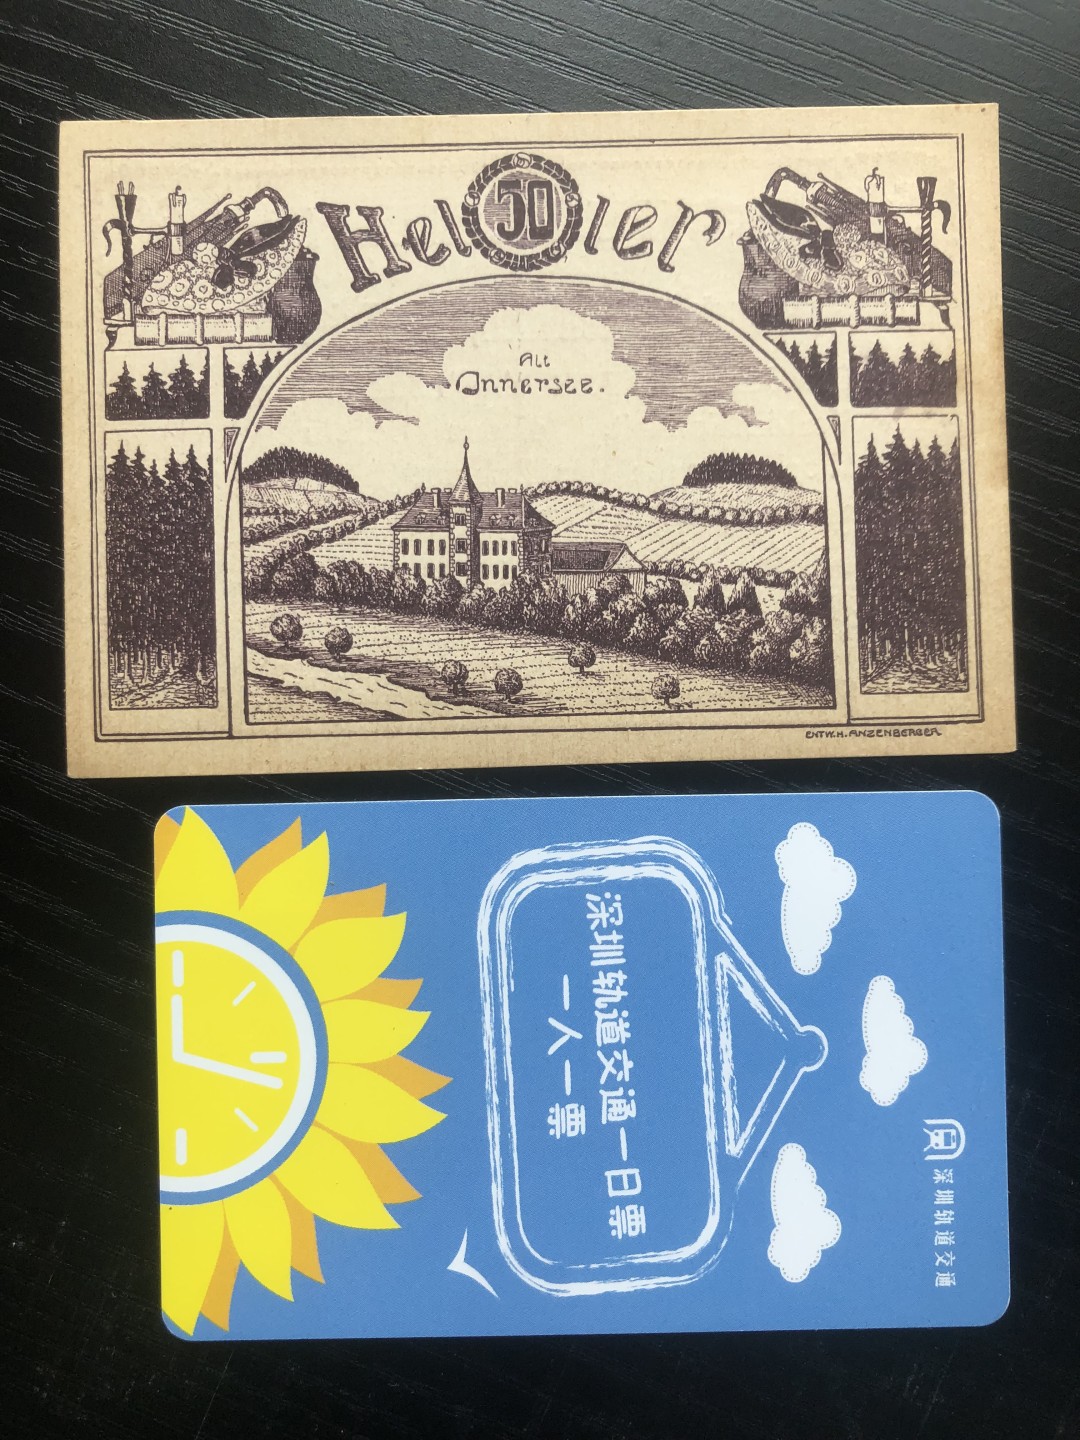 Hel 50 ler
Alt
Innersee.
ENTW. H. ANZENBERGER
深圳轨道交通一日票
一人一票
深圳轨道交通